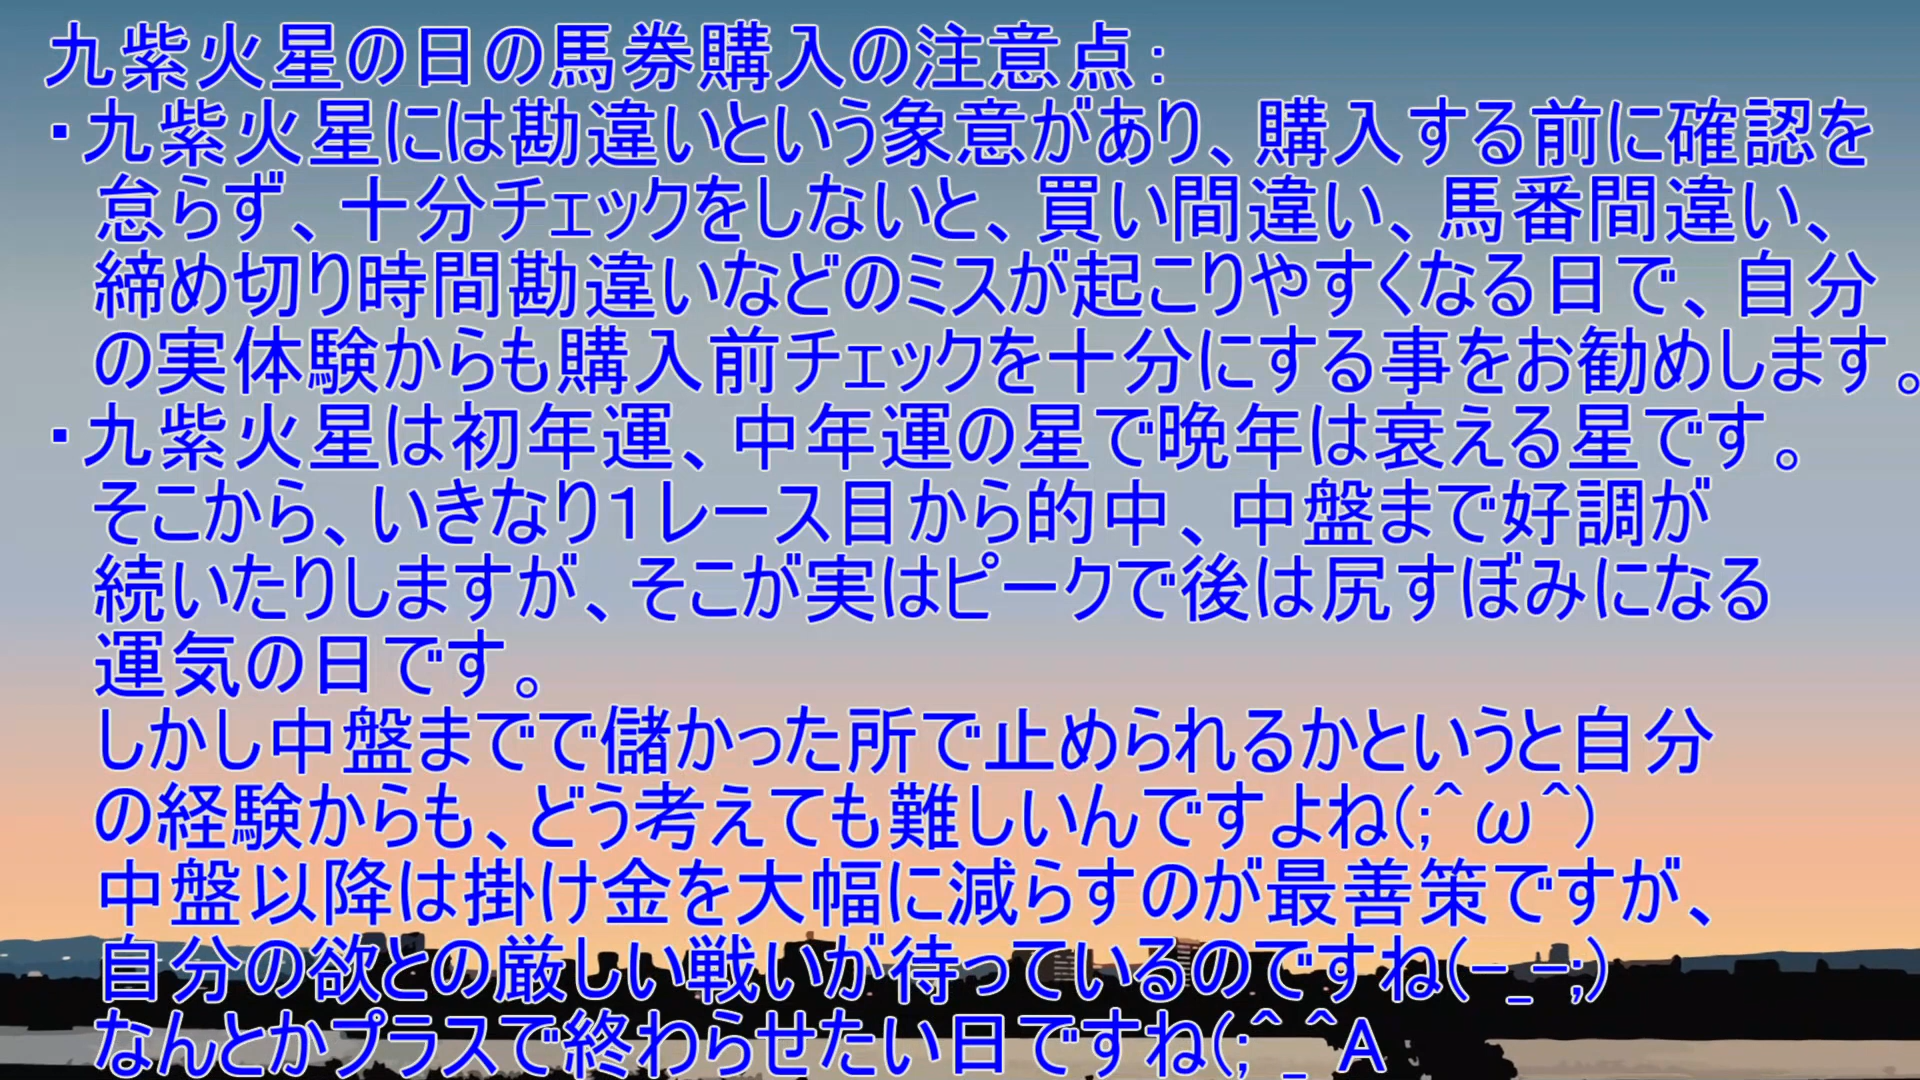 九紫火星の日の馬券購入の注意点：
・九紫火星には勘違いという象意があり、購入する前に確認を
怠らず、十分チェックをしないと、買い間違い、馬番間違い、
締め切り時間勘違いなどのミスが起こりやすくなる日で、自分
の実体験からも購入前チェックを十分にする事をお勧めします。
・九紫火星は初年運、中年運の星で晩年は衰える星です。
そこから、いきなり１レース目から的中、中盤まで好調が
続いたりしますが、そこが実はピークで後は尻すぼみになる
運気の日です。
しかし中盤までで儲かった所で止められるかというと自分
の経験からも、どう考えても難しいんですよね(;^ω^)
中盤以降は掛け金を大幅に減らすのが最善策ですが、
自分の欲との厳しい戦いが待っているのですね(-_-;)
なんとかプラスで終わらせたい日ですね(;^_^A